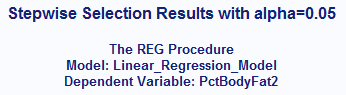 Stepwise Selection Results with alpha=0.05
The REG Procedure
Model: Linear_Regression_Model
Dependent Variable: PctBodyFat2